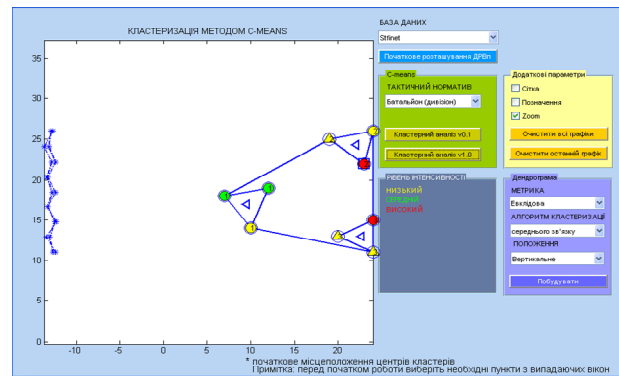 КЛАСТЕРИЗАЦІЯ МЕТОДОМ C-MEANS
35
30
25
20
15
10
5
0
-10
-5
0
5
10
15
20
* початкове місцеположення центрів кластерів
Примітка: перед початком роботи виберіть необхідні пункти з випадаючих вікон
БАЗА ДАНИХ
Strinet
Початкове розташування ДРВп
C-means
ТАКТИЧНИЙ НОРМАТИВ
Батальйон (дивізіон)
Кластерний аналіз v0.1
Кластерний аналіз v1.0
РІВЕНЬ ІНТЕНСИВНОСТІ
НИЗЬКИЙ
СЕРЕДНІЙ
ВИСОКИЙ
Додаткові параметри
Сітка
Позначення
Zoom
Очистити всі графіки
Очистити останній графік
Дендрограма
МЕТРИКА
Евклідова
АЛГОРИТМ КЛАСТЕРИЗАЦІЇ
середнього зв'язку
ПОЛОЖЕННЯ
Вертикальне
Побудувати